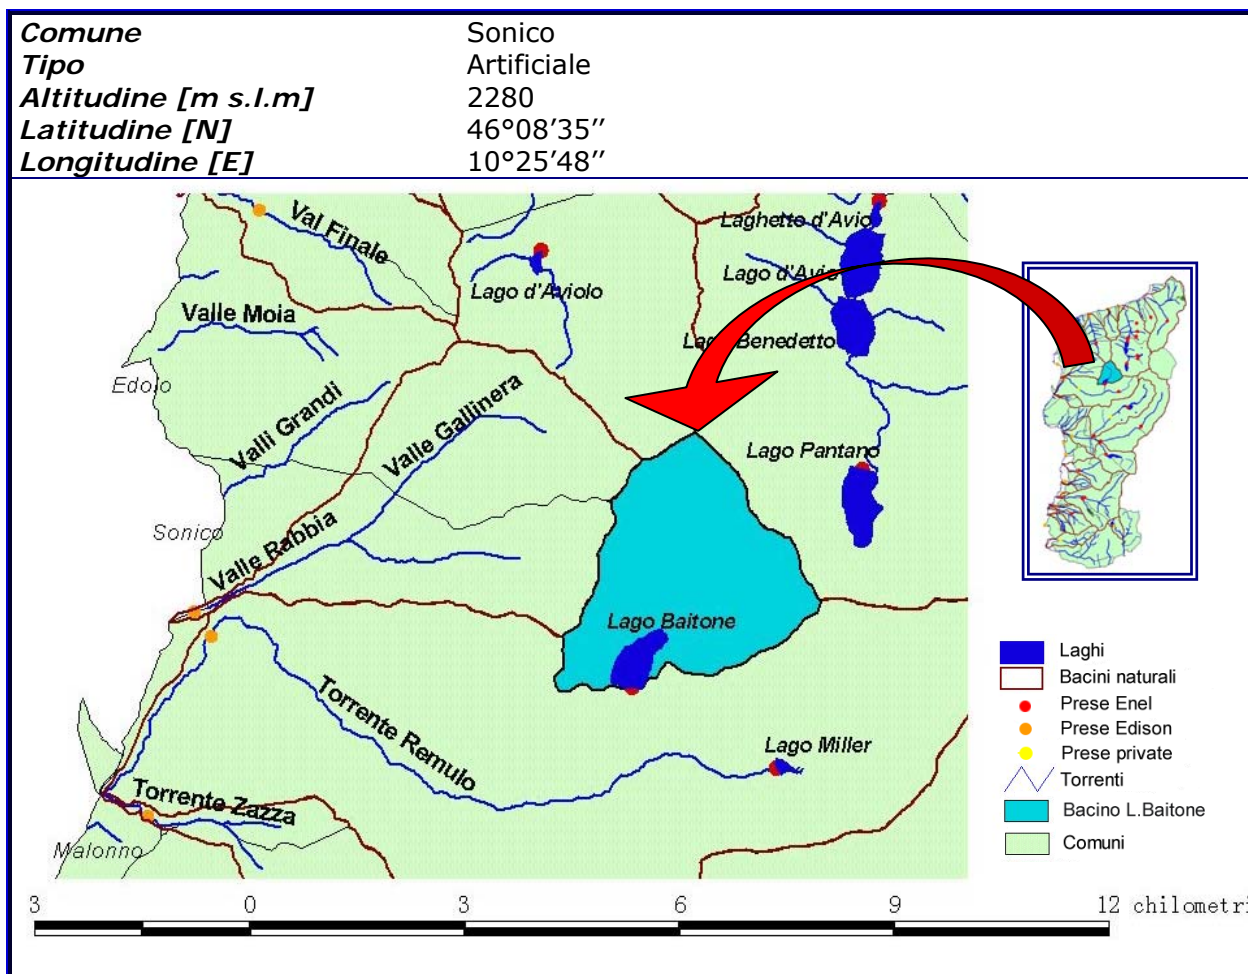 Comune Sonico
Tipo Artificiale
Altitudine [m s.l.m] 2280
Latitudine [N] 46°08’35’’
Longitudine [E] 10°25’48’’
Val Finale
Laghetto d'Avio
Lago d'Avio
Lago d'Aviolo
Valle Moia
Lago Benedetto
Edolo
Valli Grandi
Valle Gallinera
Lago Pantano
Sonico
Valle Rabbia
Lago Baitone
Torrente Remulo
Lago Miller
Torrente Zazza
Malonno
Laghi
Bacini naturali
Prese Enel
Prese Edison
Prese private
Torrenti
Bacino L.Baitone
Comuni
3 0 3 6 9 12 chilometri